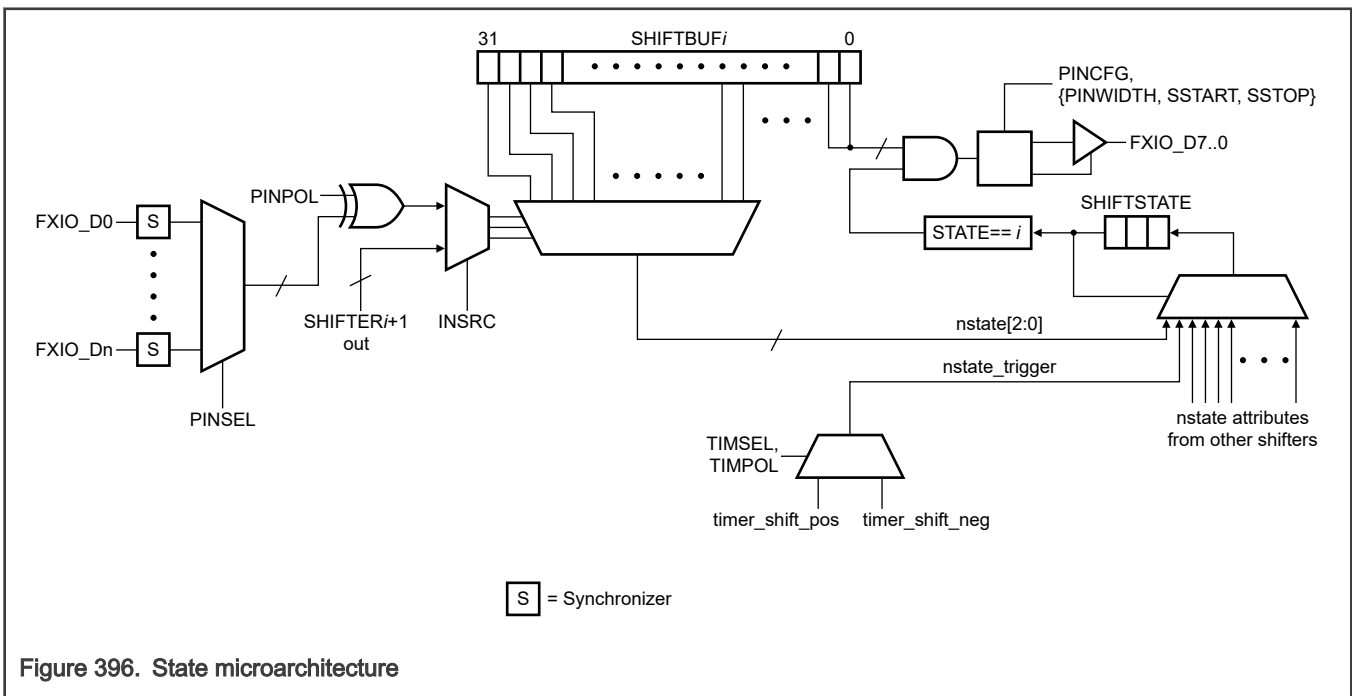 31 SHIFTBUFi 0
PINCFG,
{PINWIDTH, SSTART, SSTOP}
FXIO_D7..0
PINPOL
SHIFTSTATE
FXIO_D0
S
STATE== i
SHIFTERi+1
out
INSRC
nstate[2:0]
FXIO_Dn
S
nstate_trigger
PINSEL
nstate attributes
from other shifters
TIMSEL,
TIMPOL
timer_shift_pos timer_shift_neg
S = Synchronizer
Figure 396. State microarchitecture